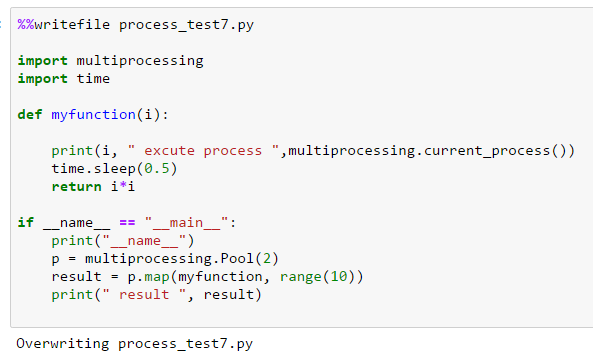 %%writefile process_test7.py
import multiprocessing
import time
def myfunction(i):
    print(i, " excute process ",multiprocessing.current_process())
    time.sleep(0.5)
    return i*i
if __name__ == "__main__":
    print("__name__")
    p = multiprocessing.Pool(2)
    result = p.map(myfunction, range(10))
    print(" result ", result)
Overwriting process_test7.py